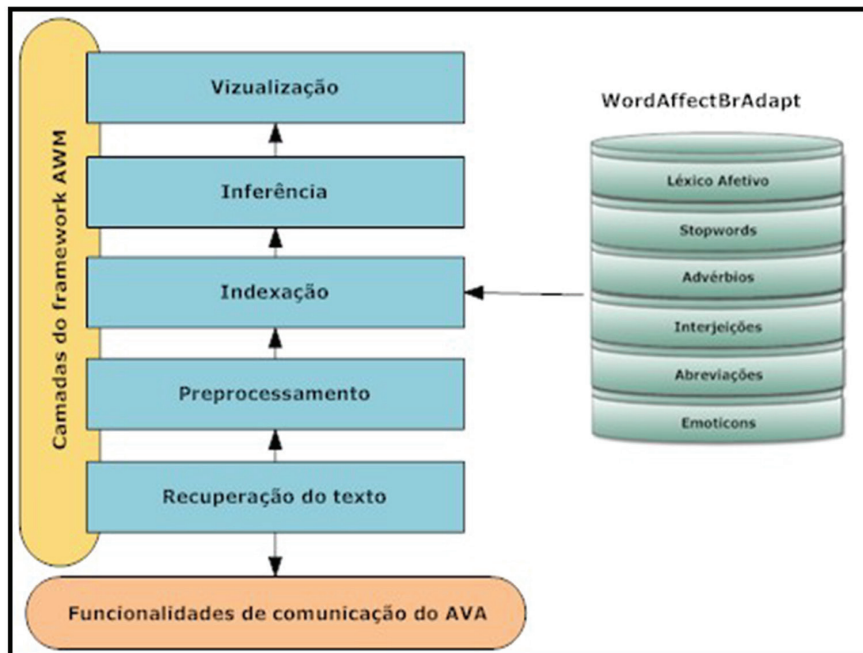 Camadas do framework AWM
Vizualização
Inferência
Indexação
Preprocessamento
Recuperação do texto
Funcionalidades de comunicação do AVA
WordAffectBrAdapt
Léxico Afetivo
Stopwords
Advérbios
Interjeições
Abreviações
Emoticons